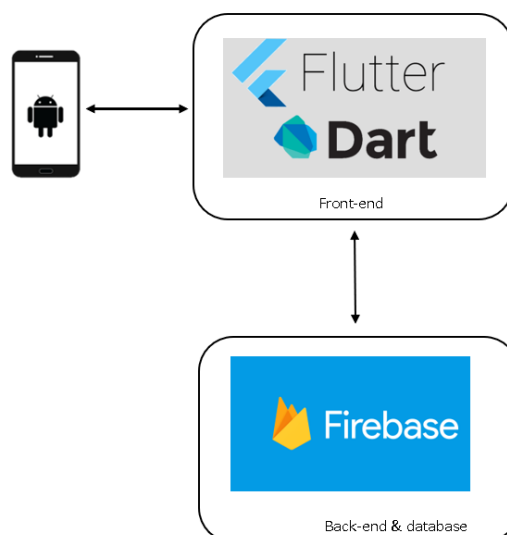 Flutter
Dart
Front-end
Firebase
Back-end & database